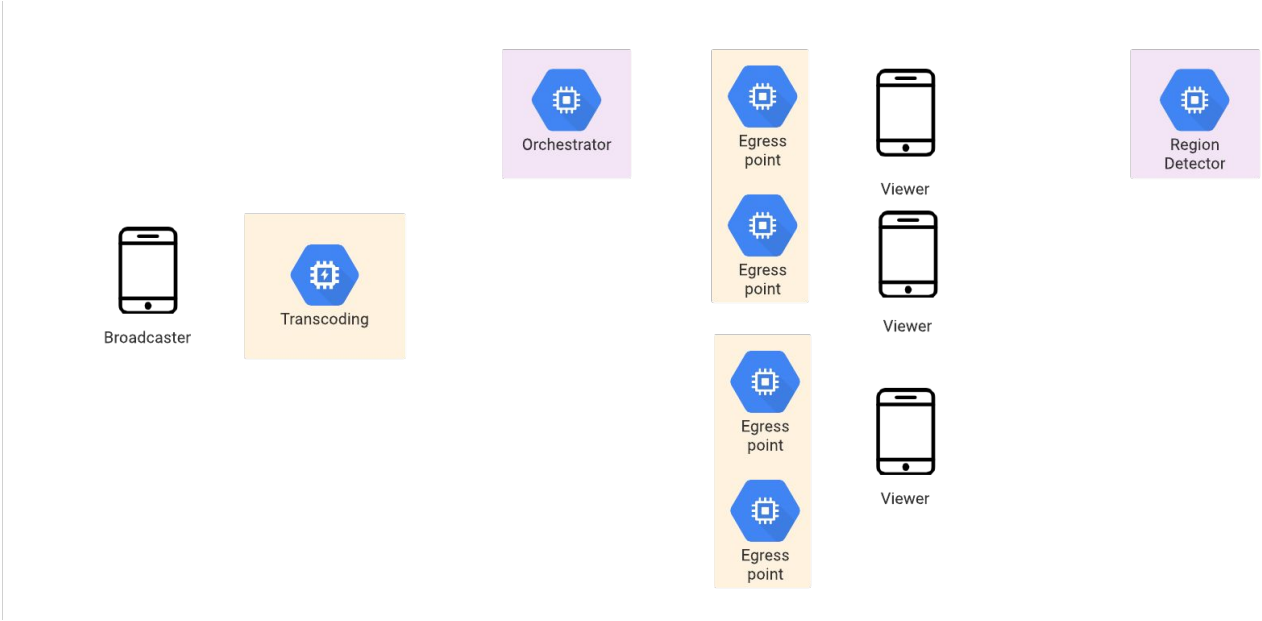 Orchestrator
Egress
point
Viewer
Region
Detector
Broadcaster
Transcoding
Egress
point
Viewer
Egress
point
Viewer
Egress
point